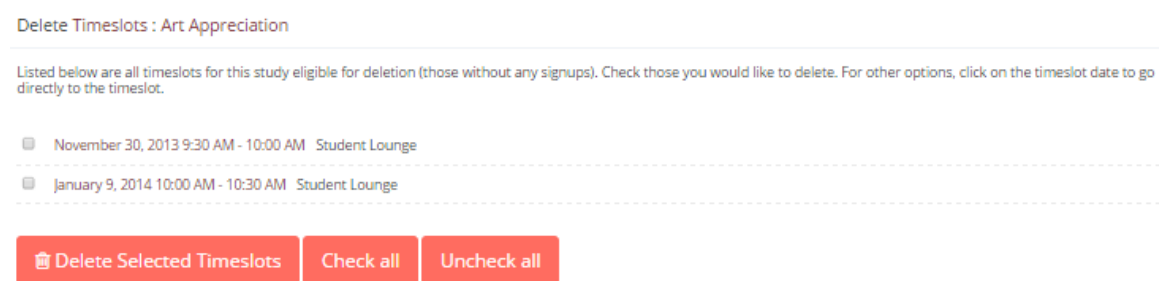 Delete Timeslots : Art Appreciation
Listed below are all timeslots for this study eligible for deletion (those without any signups). Check those you would like to delete. For other options, click on the timeslot date to go
directly to the timeslot.
November 30, 2013 9:30 AM - 10:00 AM Student Lounge
January 9, 2014 10:00 AM - 10:30 AM Student Lounge
Delete Selected Timeslots Check all Uncheck all